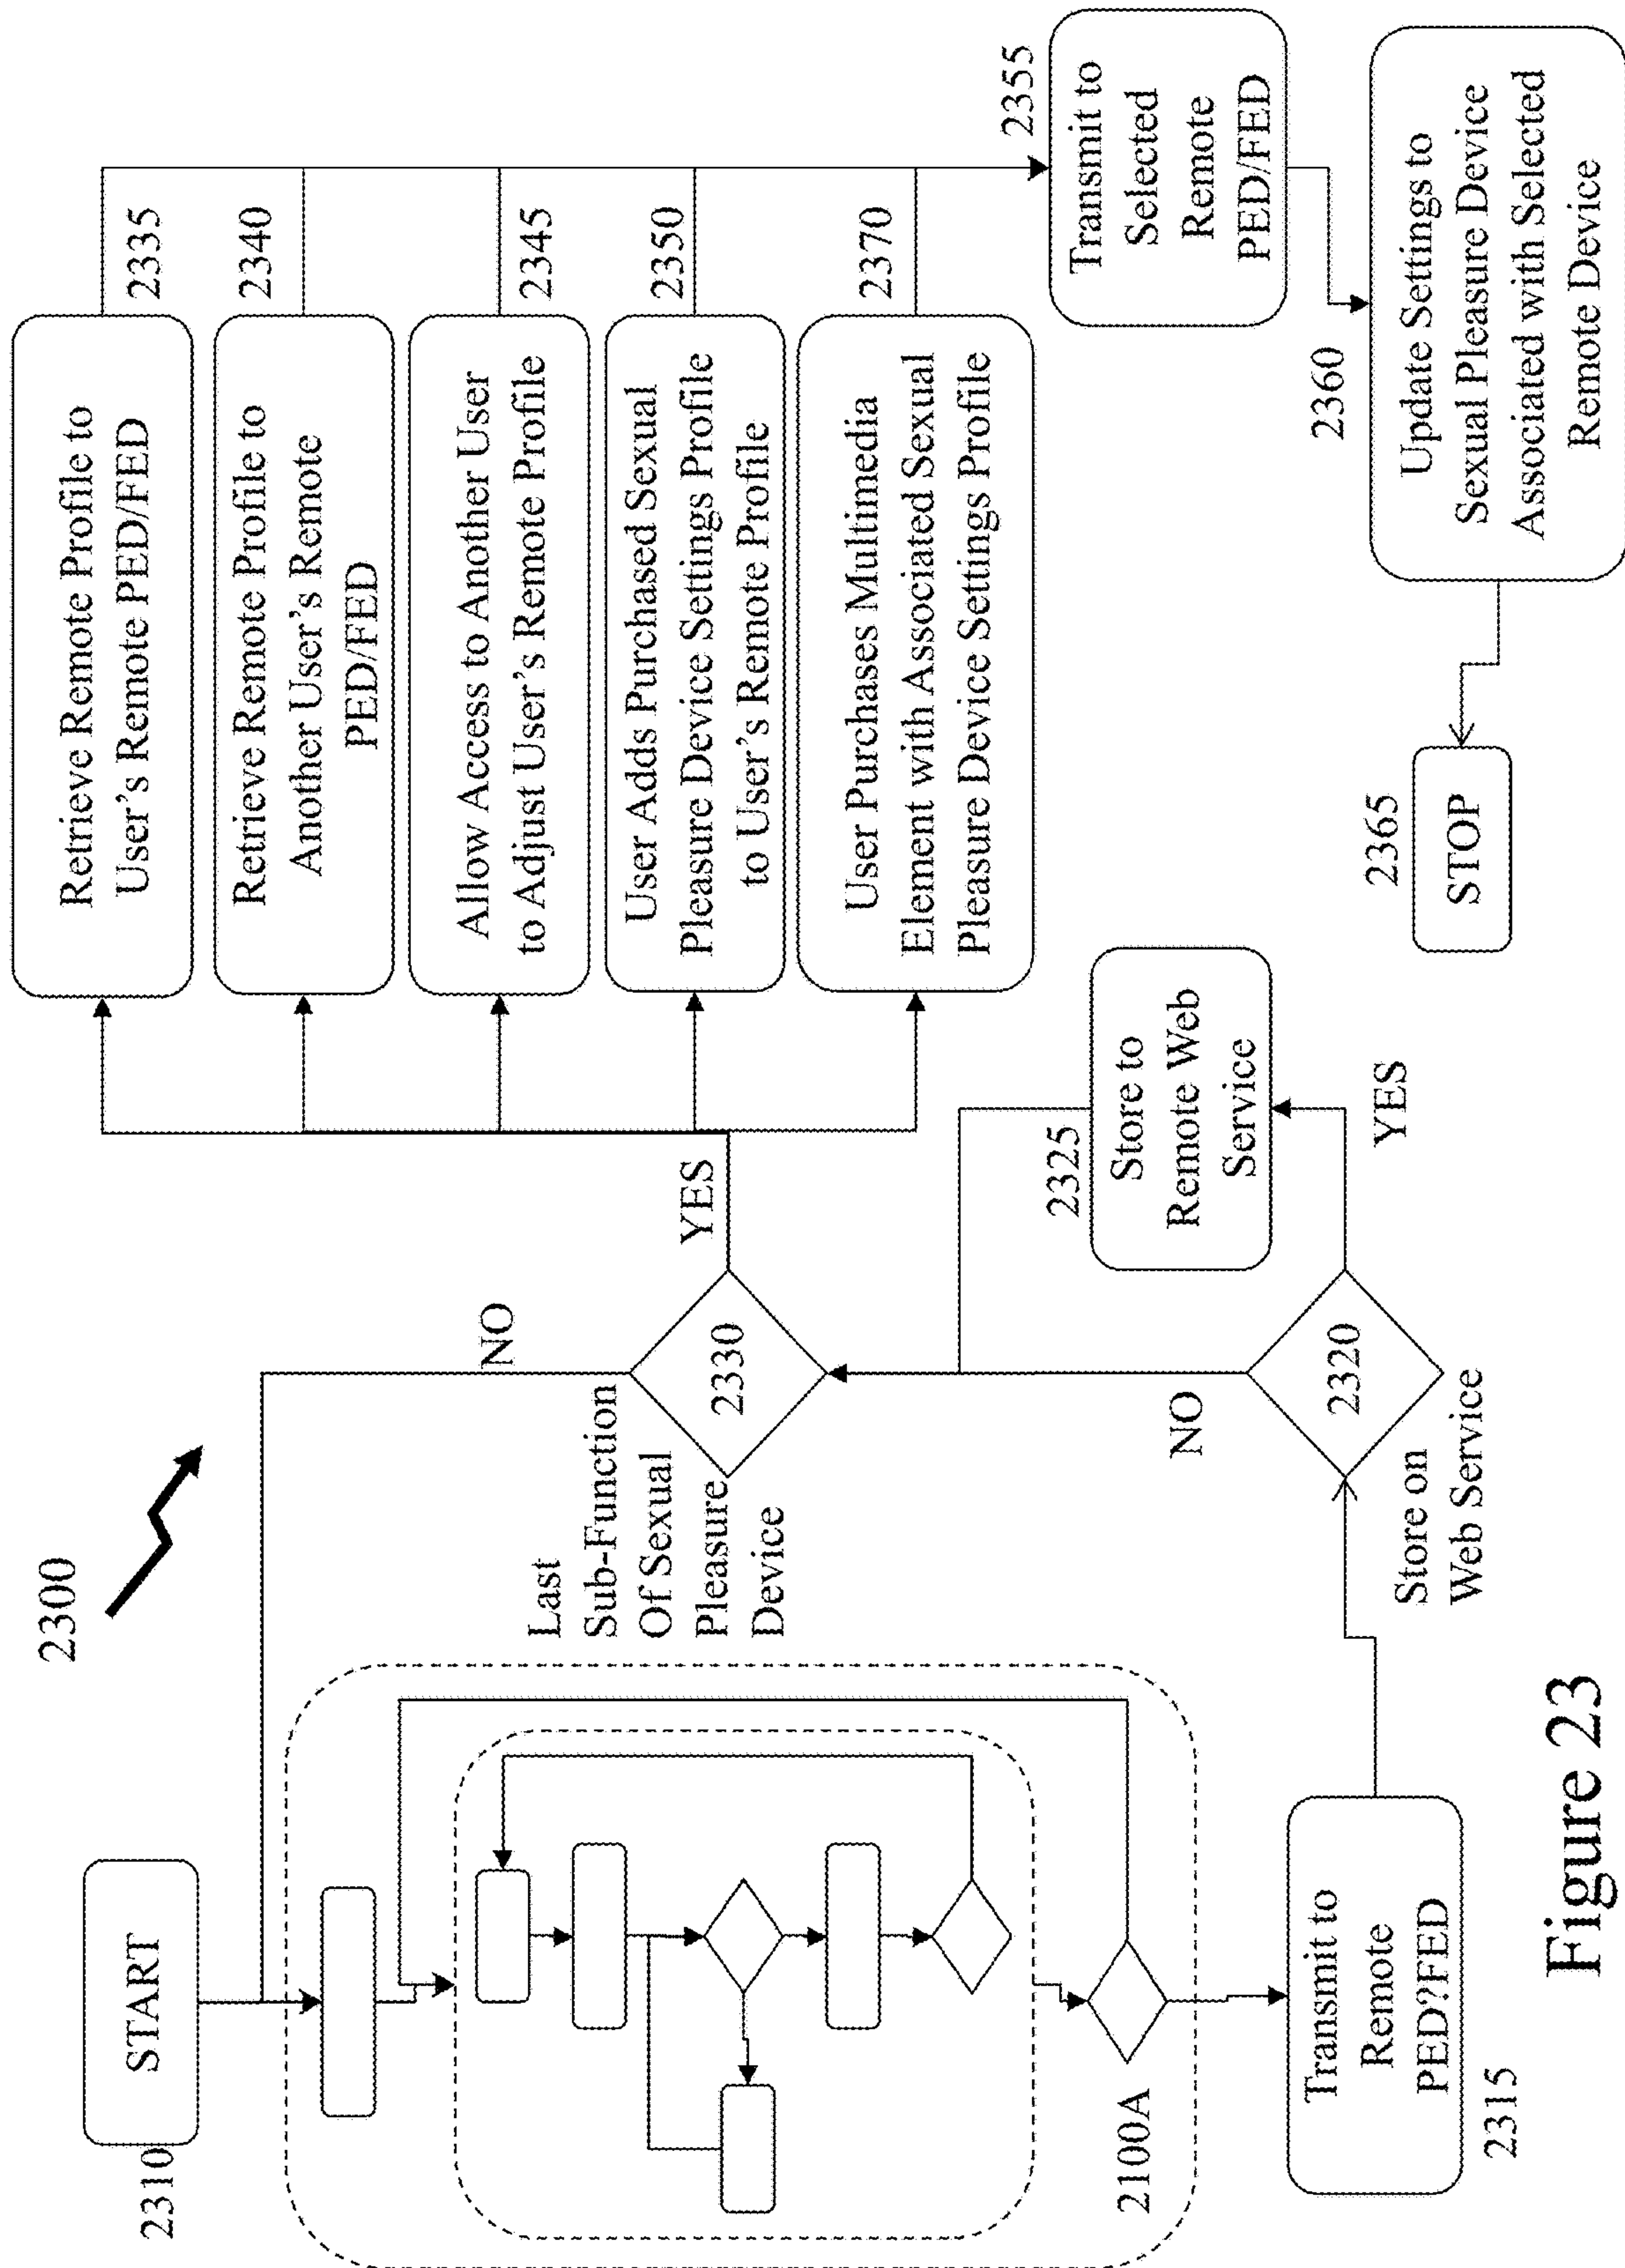 2300
2310
START
2100A
Transmit to
Remote
PED?FED
2315
Store on
Web Service
2320
NO
YES
2325
Store to
Remote Web
Service
Last
Sub-Function
Of Sexual
Pleasure
Device
2330
NO
YES
Retrieve Remote Profile to
User's Remote PED/FED
2335
Retrieve Remote Profile to
Another User's Remote
PED/FED
2340
Allow Access to Another User
to Adjust User's Remote Profile
2345
User Adds Purchased Sexual
Pleasure Device Settings Profile
to User's Remote Profile
2350
User Purchases Multimedia
Element with Associated Sexual
Pleasure Device Settings Profile
2370
2355
Transmit to
Selected
Remote
PED/FED
2360
Update Settings to
Sexual Pleasure Device
Associated with Selected
Remote Device
2365
STOP
Figure 23